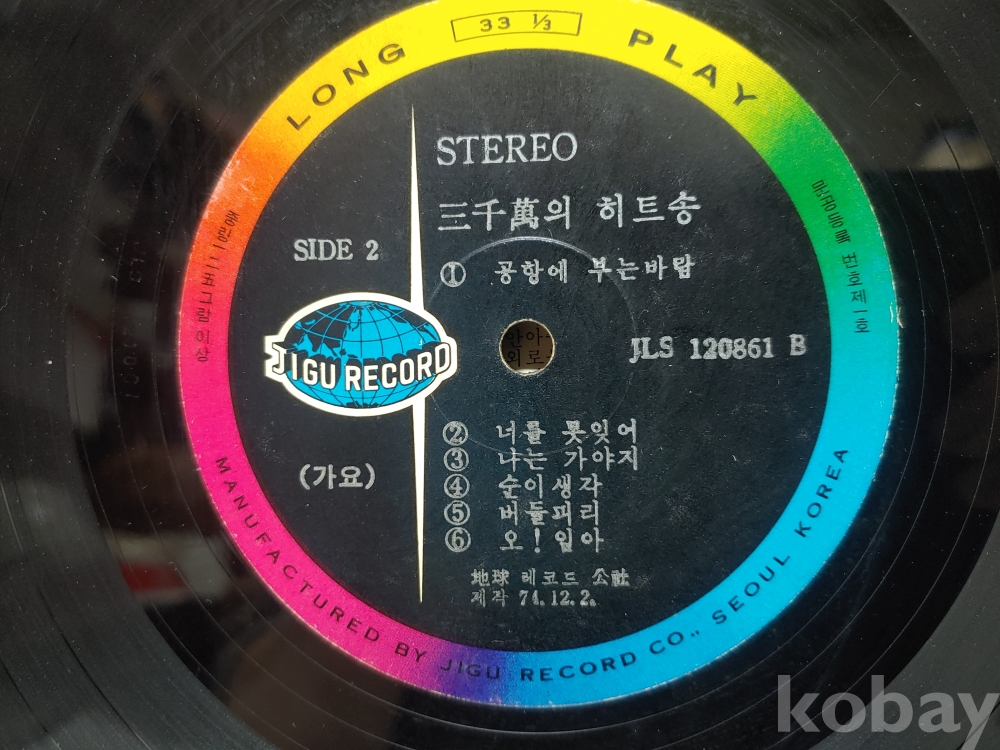 33 ⅓
LONG PLAY
STEREO
三千萬의 히트송
SIDE 2
① 공항에 부는바람
JLS 120861 B
JIGU RECORD
② 너를 못잊어
③ 나는 가야지
④ 순이생각
⑤ 버들피리
⑥ 오! 임아
(가요)
地球 레코드 公社
제작 74.12.2.
MANUFACTURED BY JIGU RECORD CO., SEOUL KOREA
kobay